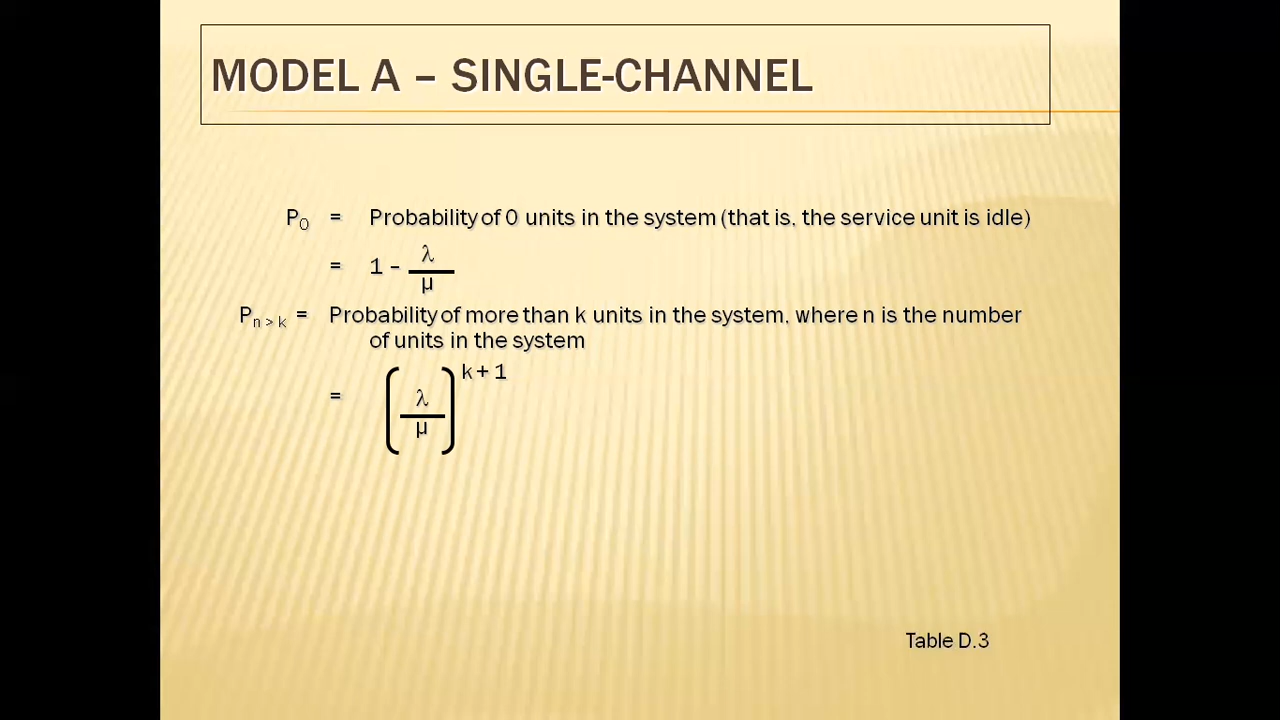 MODEL A – SINGLE-CHANNEL
P0 = Probability of 0 units in the system (that is, the service unit is idle)
= 1 – λ/μ
Pn > k = Probability of more than k units in the system, where n is the number
of units in the system
= (λ/μ)^k + 1
Table D.3